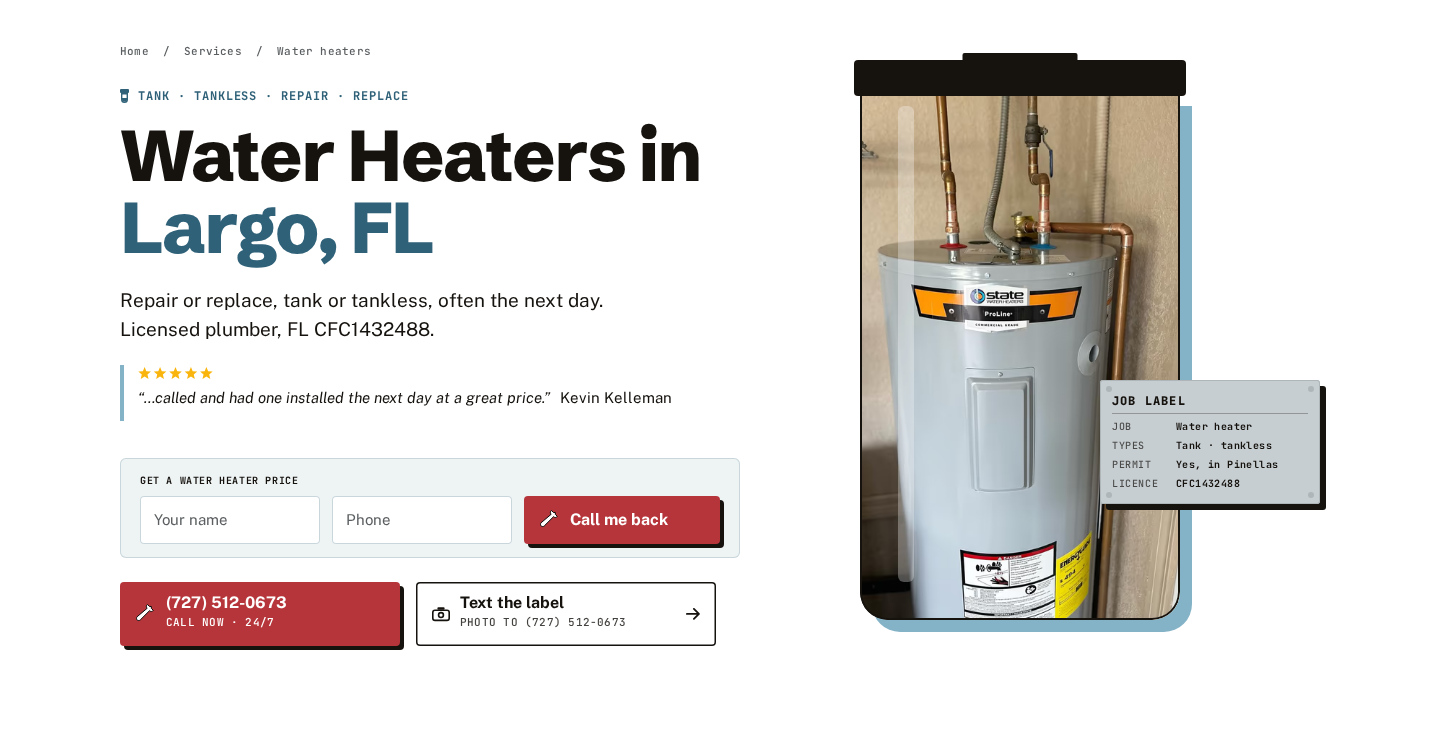 Home / Services / Water heaters
TANK · TANKLESS · REPAIR · REPLACE
Water Heaters in
Largo, FL
Repair or replace, tank or tankless, often the next day.
Licensed plumber, FL CFC1432488.
“…called and had one installed the next day at a great price.” Kevin Kelleman
GET A WATER HEATER PRICE
Your name
Phone
Call me back
(727) 512-0673
CALL NOW · 24/7
Text the label
PHOTO TO (727) 512-0673
state
WATER HEATERS
ProLine
COMMERCIAL GRADE
JOB LABEL
JOB Water heater
TYPES Tank · tankless
PERMIT Yes, in Pinellas
LICENCE CFC1432488